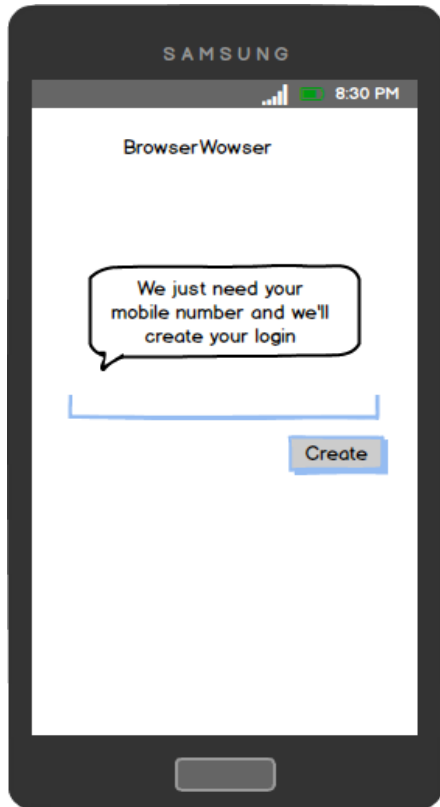 SAMSUNG
8:30 PM
BrowserWowser
We just need your
mobile number and we'll
create your login
Create